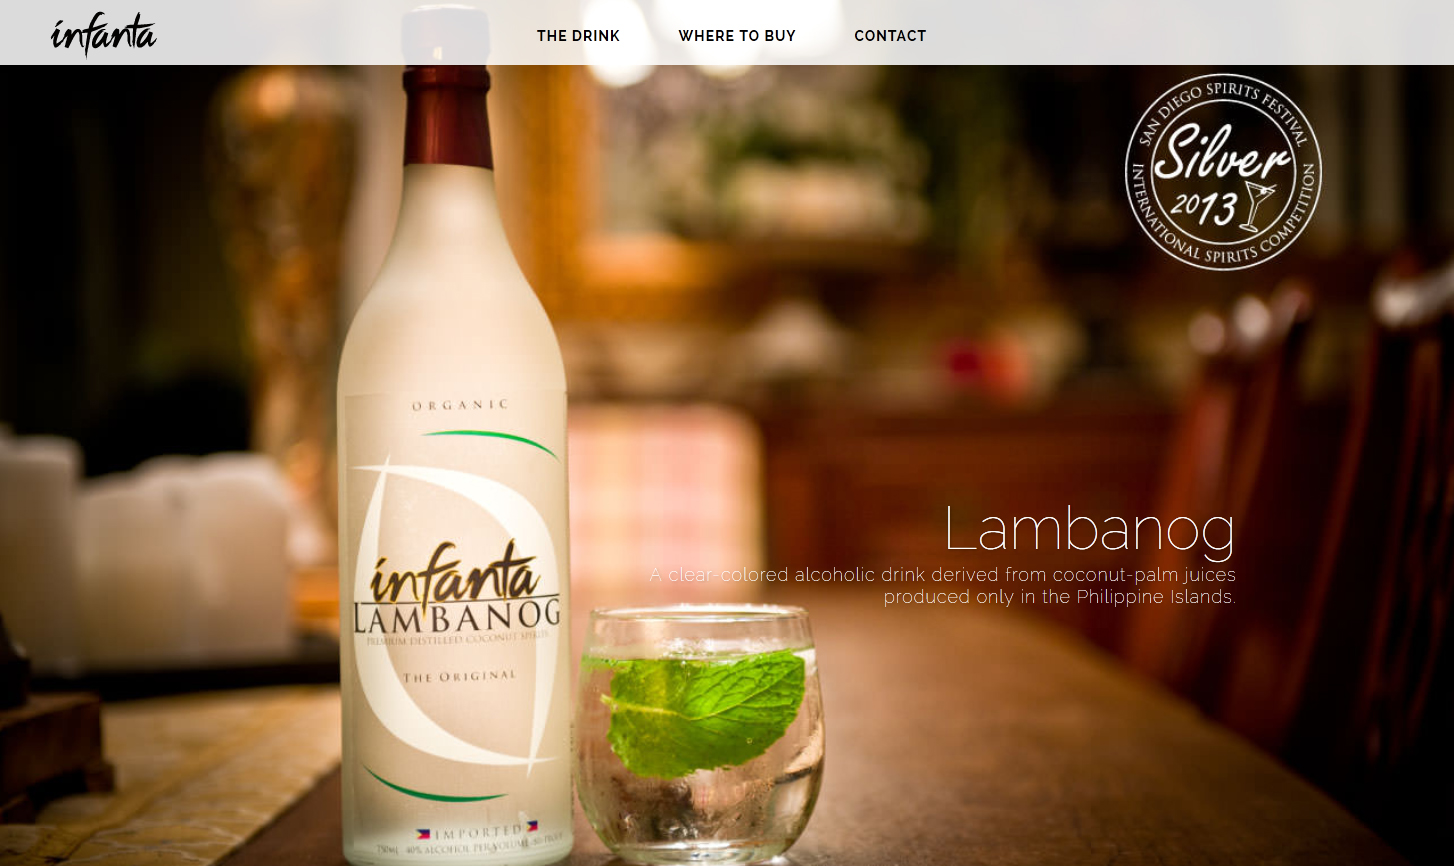 infanta
THE DRINK
WHERE TO BUY
CONTACT
SAN DIEGO SPIRITS FESTIVAL
Silver
2013
INTERNATIONAL SPIRITS COMPETITION
ORGANIC
infanta
LAMBANOG
PREMIUM DISTILLED COCONUT SPIRITS
THE ORIGINAL
IMPORTED
750ML 40% ALCOHOL PER VOLUME 80 PROOF
Lambanog
A clear-colored alcoholic drink derived from coconut-palm juices
produced only in the Philippine Islands.